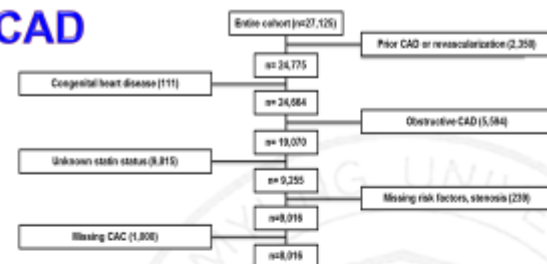 CAD
Entire cohort (n=27,125)
Prior CAD or revascularization (2,350)
n= 24,775
Congenital heart disease (111)
n= 24,664
Obstructive CAD (5,594)
n= 19,070
Unknown statin status (9,815)
n= 9,255
Missing risk factors, stenosis (239)
n=9,016
Missing CAC (1,000)
n=8,016